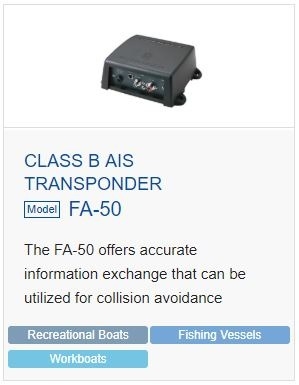 CLASS B AIS
TRANSPONDER
Model FA-50
The FA-50 offers accurate
information exchange that can be
utilized for collision avoidance
Recreational Boats Fishing Vessels
Workboats